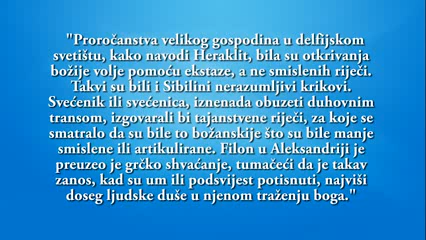 "Proročanstva velikog gospodina u delfijskom
svetištu, kako navodi Heraklit, bila su otkrivanja
božije volje pomoću ekstaze, a ne smislenih riječi.
Takvi su bili i Sibilini nerazumljivi krikovi.
Svećenik ili svećenica, iznenada obuzeti duhovnim
transom, izgovarali bi tajanstvene riječi, za koje se
smatralo da su bile to božanskije što su bile manje
smislene ili artikulirane. Filon u Aleksandriji je
preuzeo je grčko shvaćanje, tumačeći da je takav
zanos, kad su um ili podsvijest potisnuti, najviši
doseg ljudske duše u njenom traženju boga."